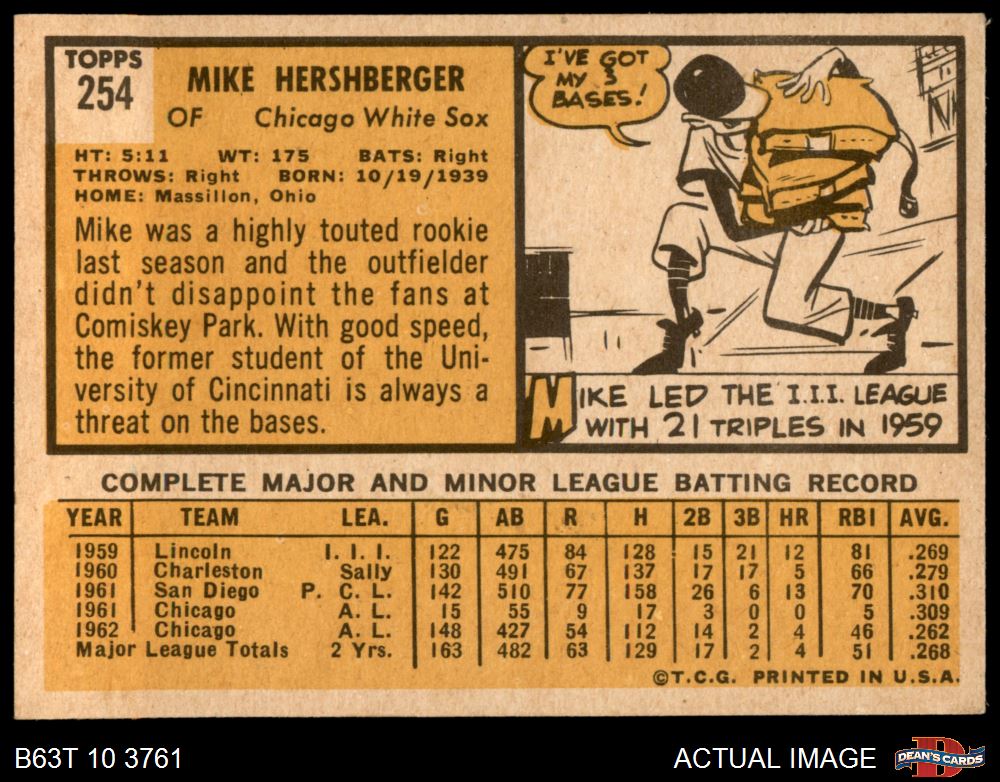 TOPPS
254
MIKE HERSHBERGER
OF Chicago White Sox
HT: 5:11 WT: 175 BATS: Right
THROWS: Right BORN: 10/19/1939
HOME: Massillon, Ohio
Mike was a highly touted rookie
last season and the outfielder
didn't disappoint the fans at
Comiskey Park. With good speed,
the former student of the Uni-
versity of Cincinnati is always a
threat on the bases.
I'VE GOT
MY 3
BASES!
MIKE LED THE I.I.I. LEAGUE
WITH 21 TRIPLES IN 1959
COMPLETE MAJOR AND MINOR LEAGUE BATTING RECORD
YEAR TEAM LEA. G AB R H 2B 3B HR RBI AVG.
1959 Lincoln I. I. I. 122 475 84 128 15 21 12 81 .269
1960 Charleston Sally 130 491 67 137 17 17 5 66 .279
1961 San Diego P. C. L. 142 510 77 158 26 6 13 70 .310
1961 Chicago A. L. 15 55 9 17 3 0 0 5 .309
1962 Chicago A. L. 148 427 54 112 14 2 4 46 .262
Major League Totals 2 Yrs. 163 482 63 129 17 2 4 51 .268
©T.C.G. PRINTED IN U.S.A.
B63T 10 3761
ACTUAL IMAGE
D
DEAN'S CARDS